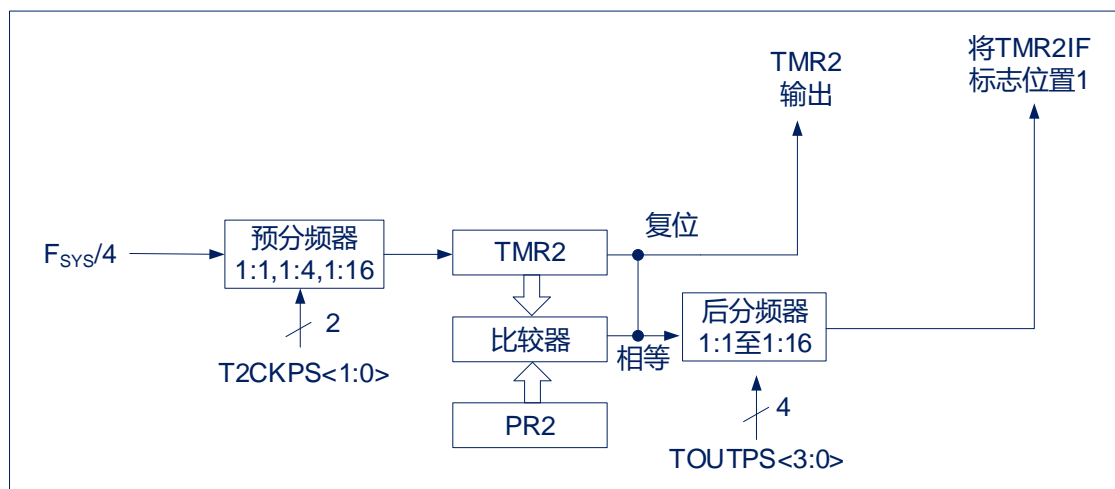 TMR2
输出
将TMR2IF
标志位置1
F_SYS/4
预分频器
1:1,1:4,1:16
TMR2
复位
2
T2CKPS<1:0>
比较器
相等
后分频器
1:1至1:16
PR2
4
TOUTPS<3:0>